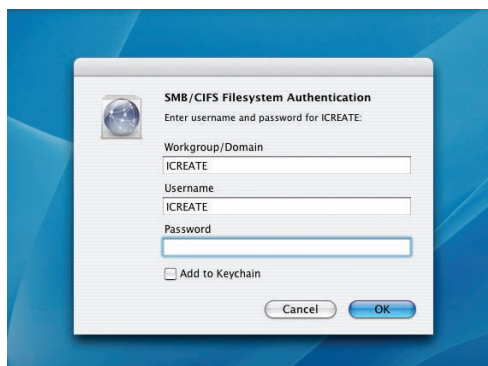 SMB/CIFS Filesystem Authentication
Enter username and password for ICREATE:
Workgroup/Domain
ICREATE
Username
ICREATE
Password
Add to Keychain
Cancel OK